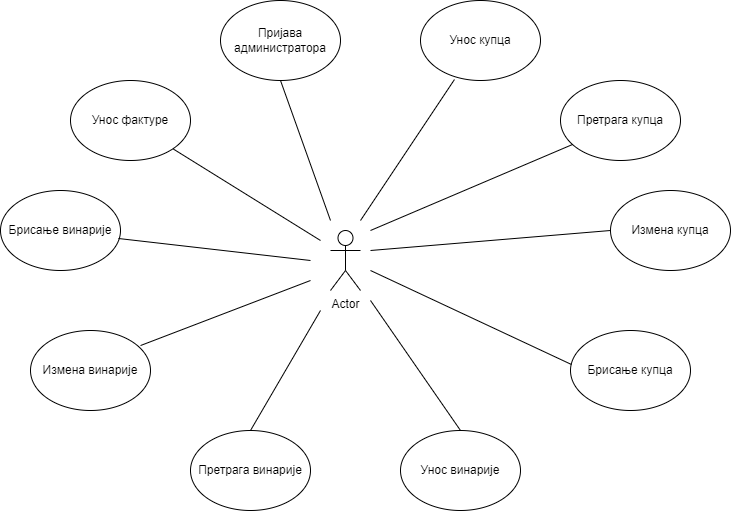 Пријава
администратора
Унос купца
Унос фактуре
Претрага купца
Брисање винарије
Измена купца
Actor
Измена винарије
Брисање купца
Претрага винарије
Унос винарије